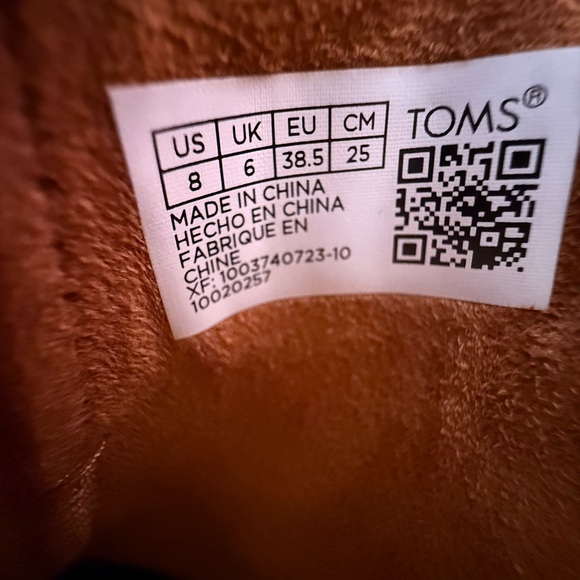 US UK EU CM
8 6 38.5 25
TOMS®
MADE IN CHINA
HECHO EN CHINA
FABRIQUE EN
CHINE
XF: 1003740723-10
10020257